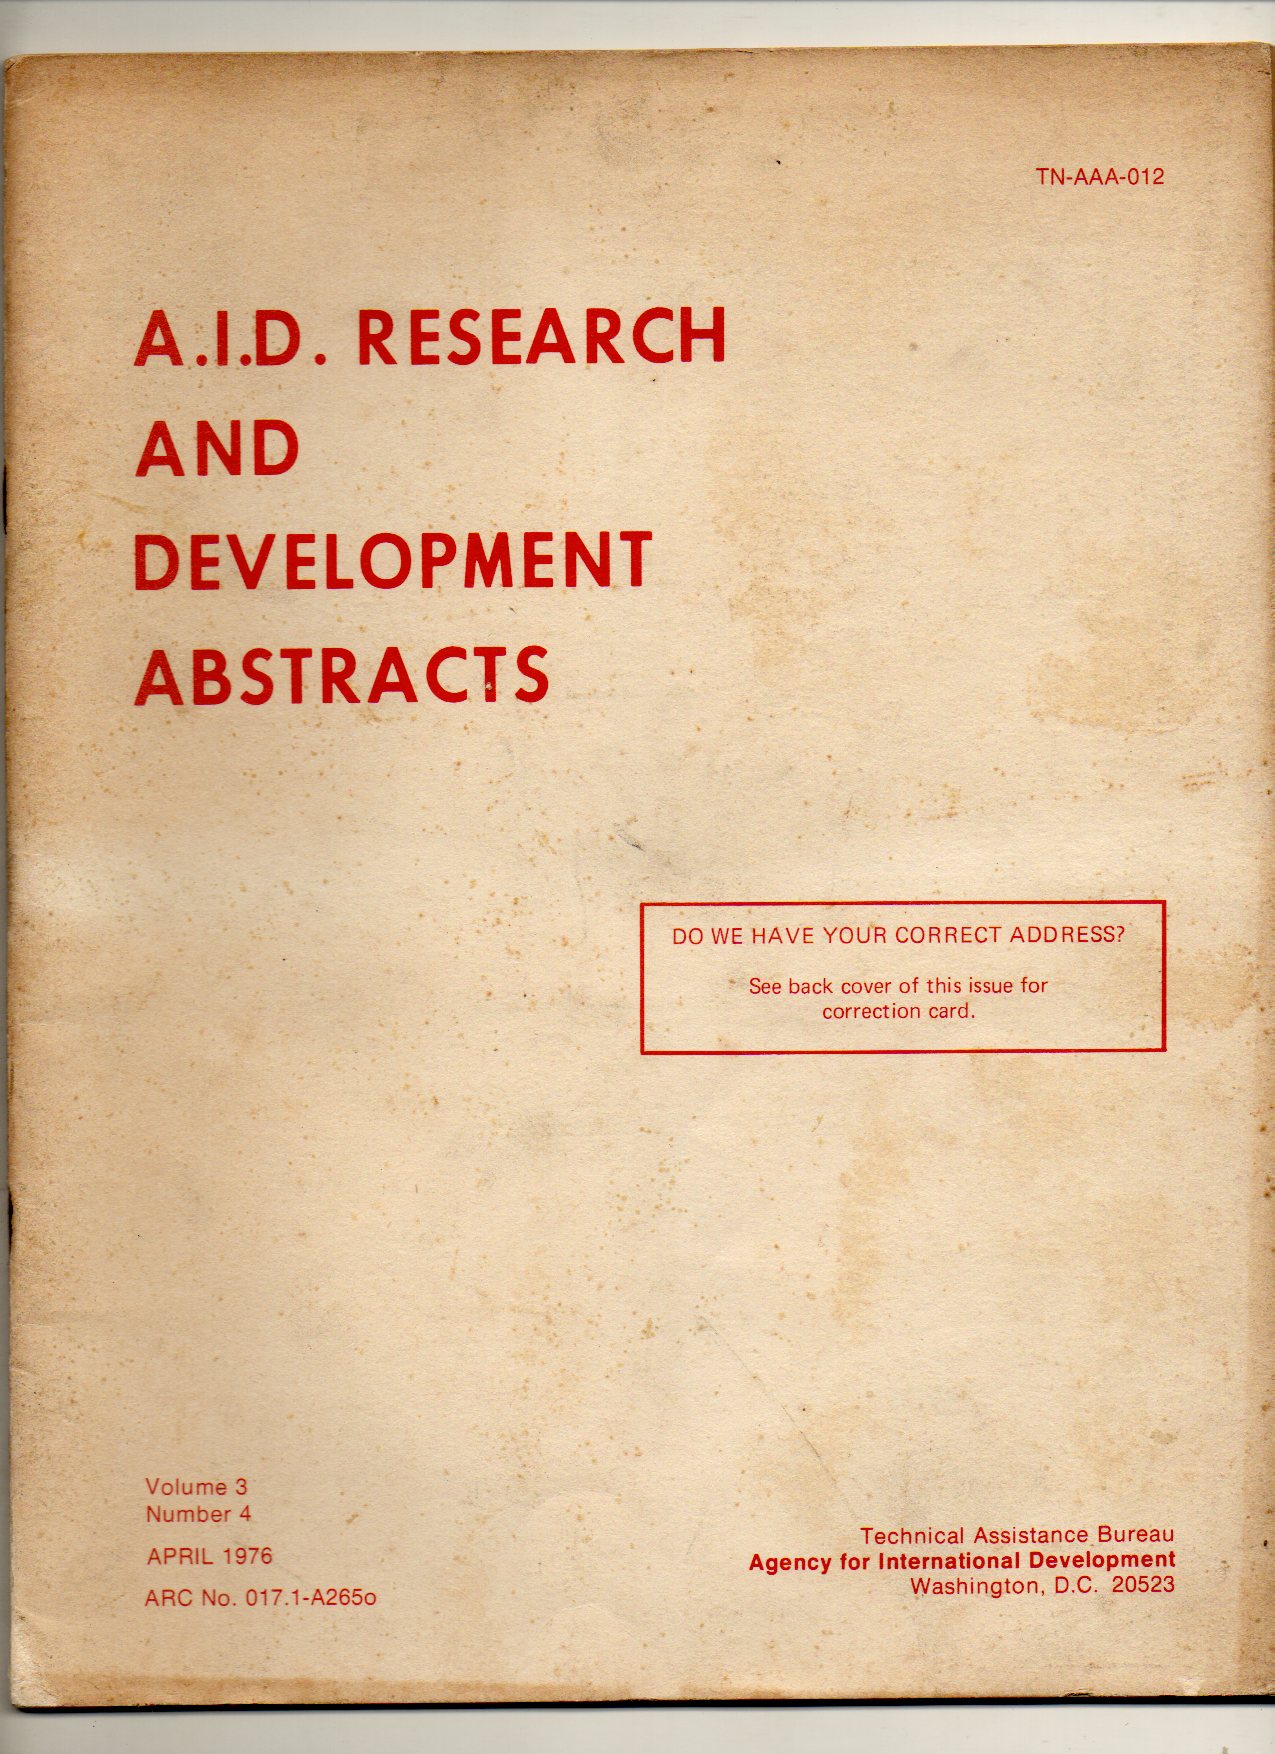 TN-AAA-012
A.I.D. RESEARCH
AND
DEVELOPMENT
ABSTRACTS
DO WE HAVE YOUR CORRECT ADDRESS?
See back cover of this issue for
correction card.
Volume 3
Number 4
APRIL 1976
ARC No. 017.1-A265o
Technical Assistance Bureau
Agency for International Development
Washington, D.C. 20523